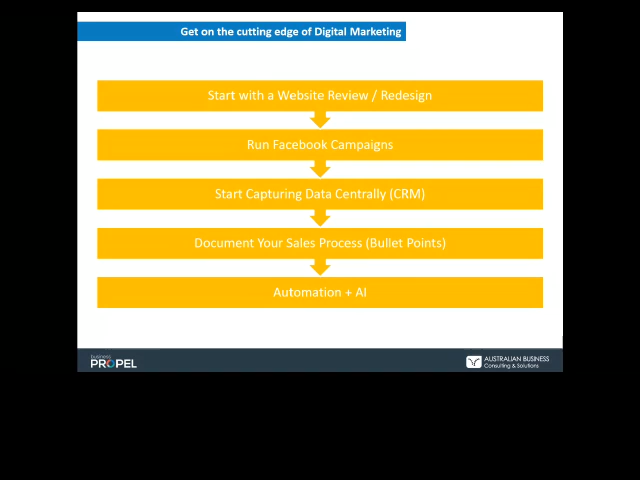 Get on the cutting edge of Digital Marketing
Start with a Website Review / Redesign
Run Facebook Campaigns
Start Capturing Data Centrally (CRM)
Document Your Sales Process (Bullet Points)
Automation + AI
business
PROPEL
AUSTRALIAN BUSINESS
Consulting & Solutions